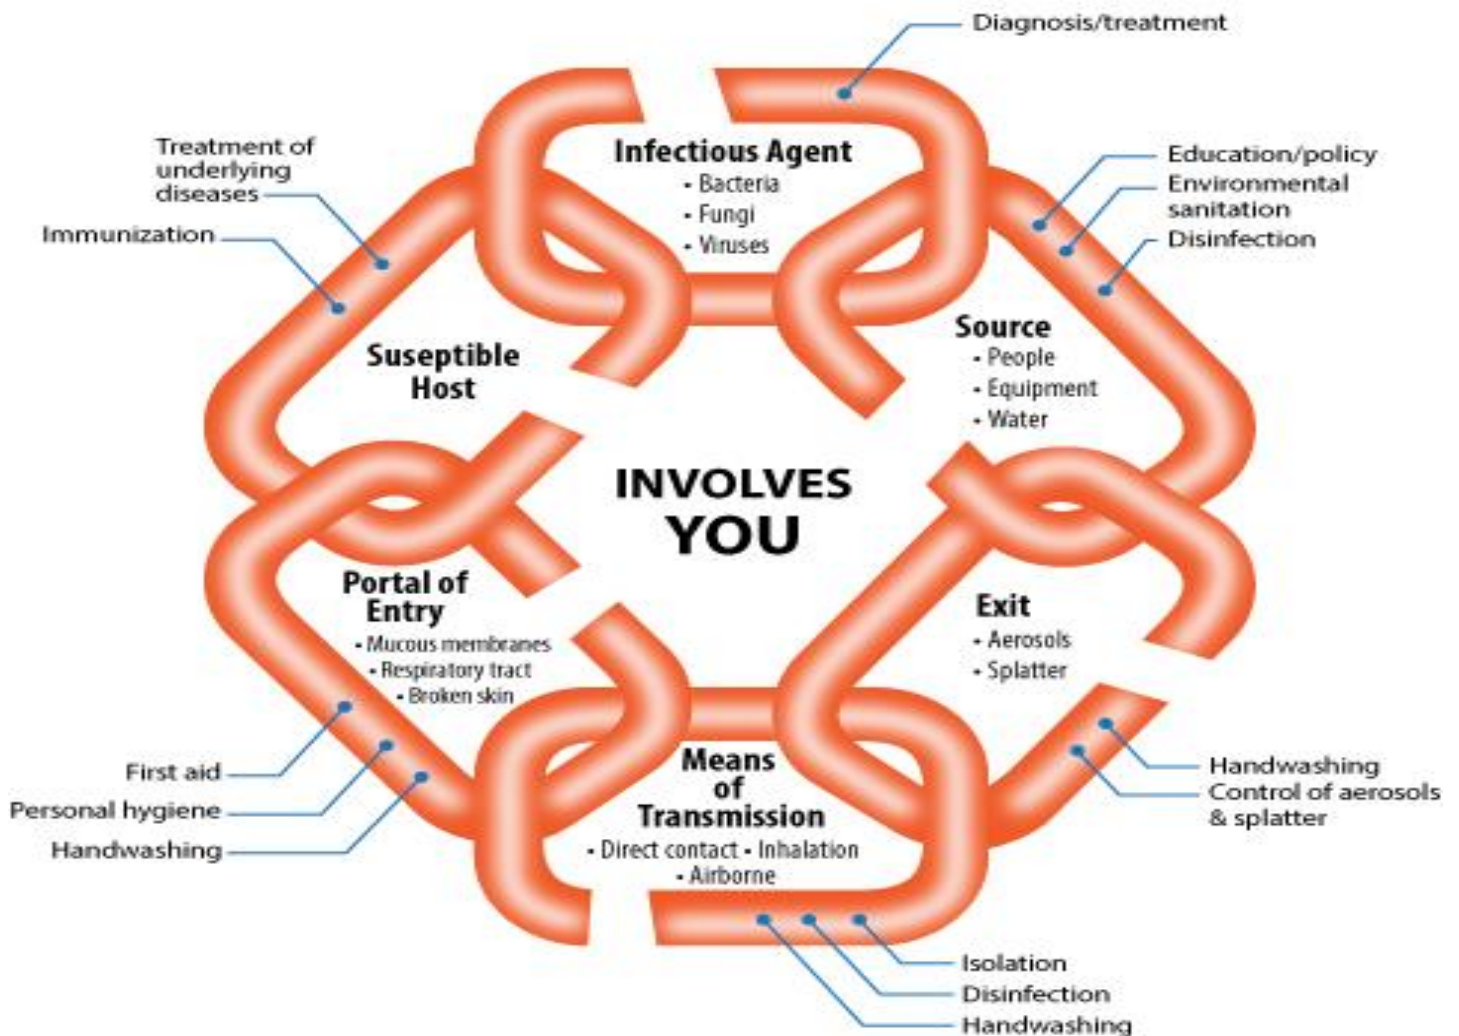 Diagnosis/treatment
Infectious Agent
• Bacteria
• Fungi
• Viruses
Education/policy
Environmental
sanitation
Disinfection
Source
• People
• Equipment
• Water
Exit
• Aerosols
• Splatter
Handwashing
Control of aerosols
& splatter
Means
of
Transmission
• Direct contact • Inhalation
• Airborne
Isolation
Disinfection
Handwashing
Portal of
Entry
• Mucous membranes
• Respiratory tract
• Broken skin
First aid
Personal hygiene
Handwashing
Suseptible
Host
Treatment of
underlying
diseases
Immunization
INVOLVES
YOU